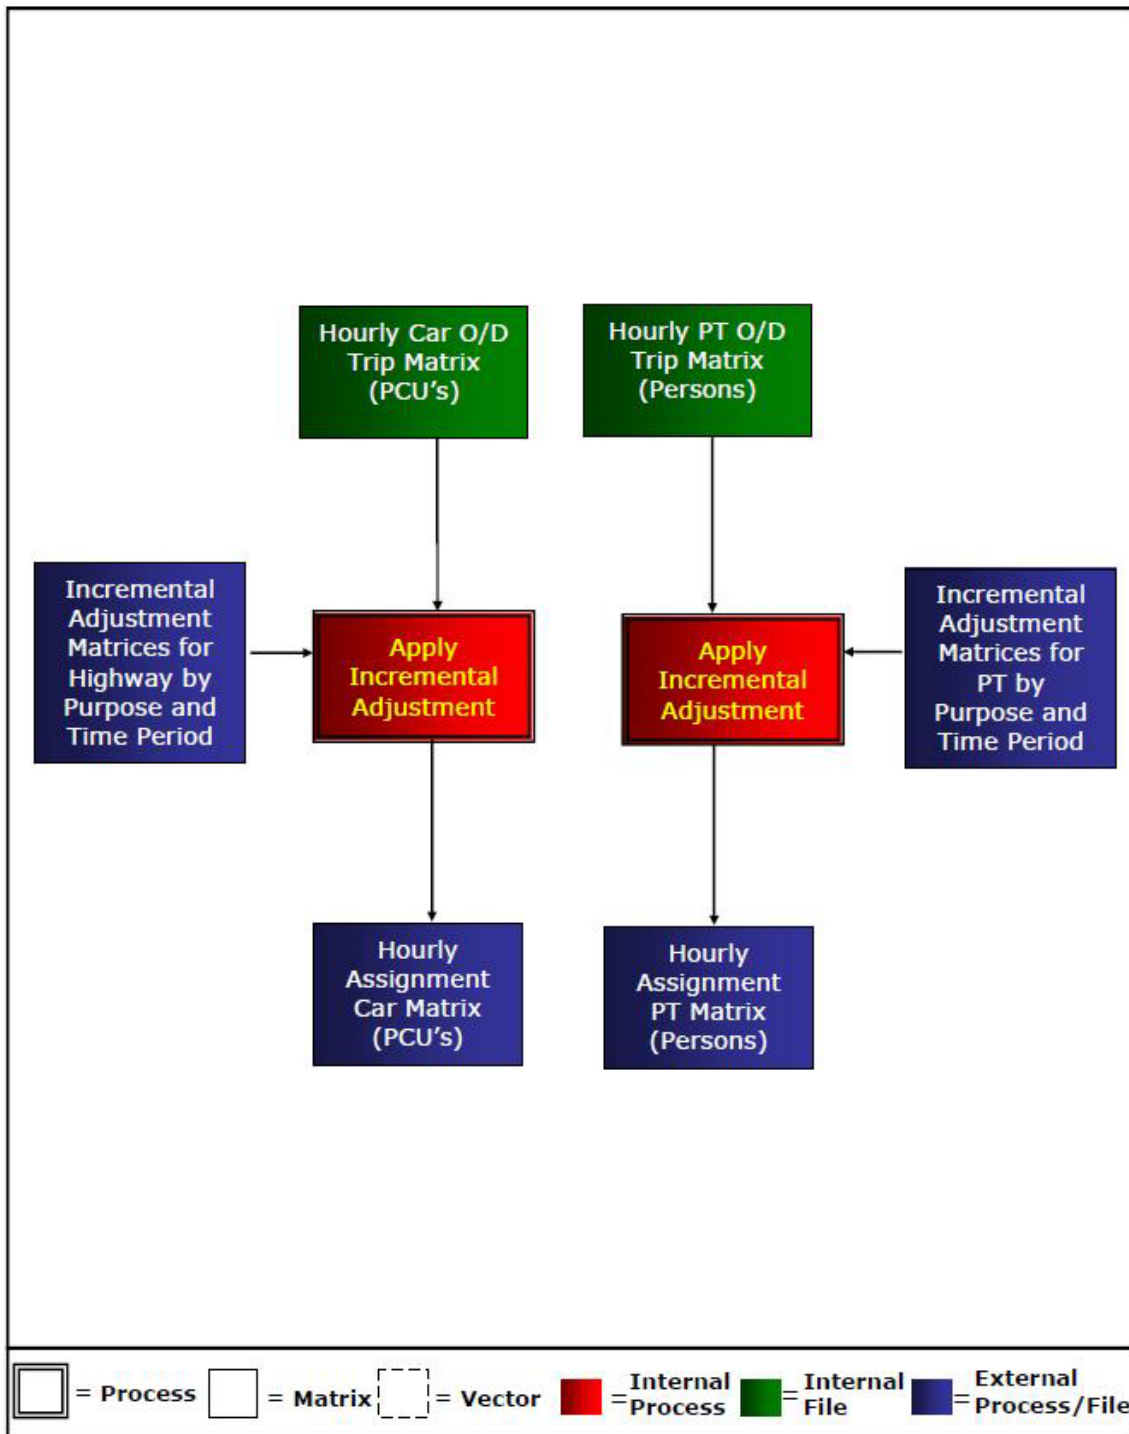 Hourly Car O/D
Trip Matrix
(PCU's)
Hourly PT O/D
Trip Matrix
(Persons)
Incremental
Adjustment
Matrices for
Highway by
Purpose and
Time Period
Apply
Incremental
Adjustment
Apply
Incremental
Adjustment
Incremental
Adjustment
Matrices for
PT by
Purpose and
Time Period
Hourly
Assignment
Car Matrix
(PCU's)
Hourly
Assignment
PT Matrix
(Persons)
= Process
= Matrix
= Vector
=Internal
Process
= Internal
File
= External
Process/File